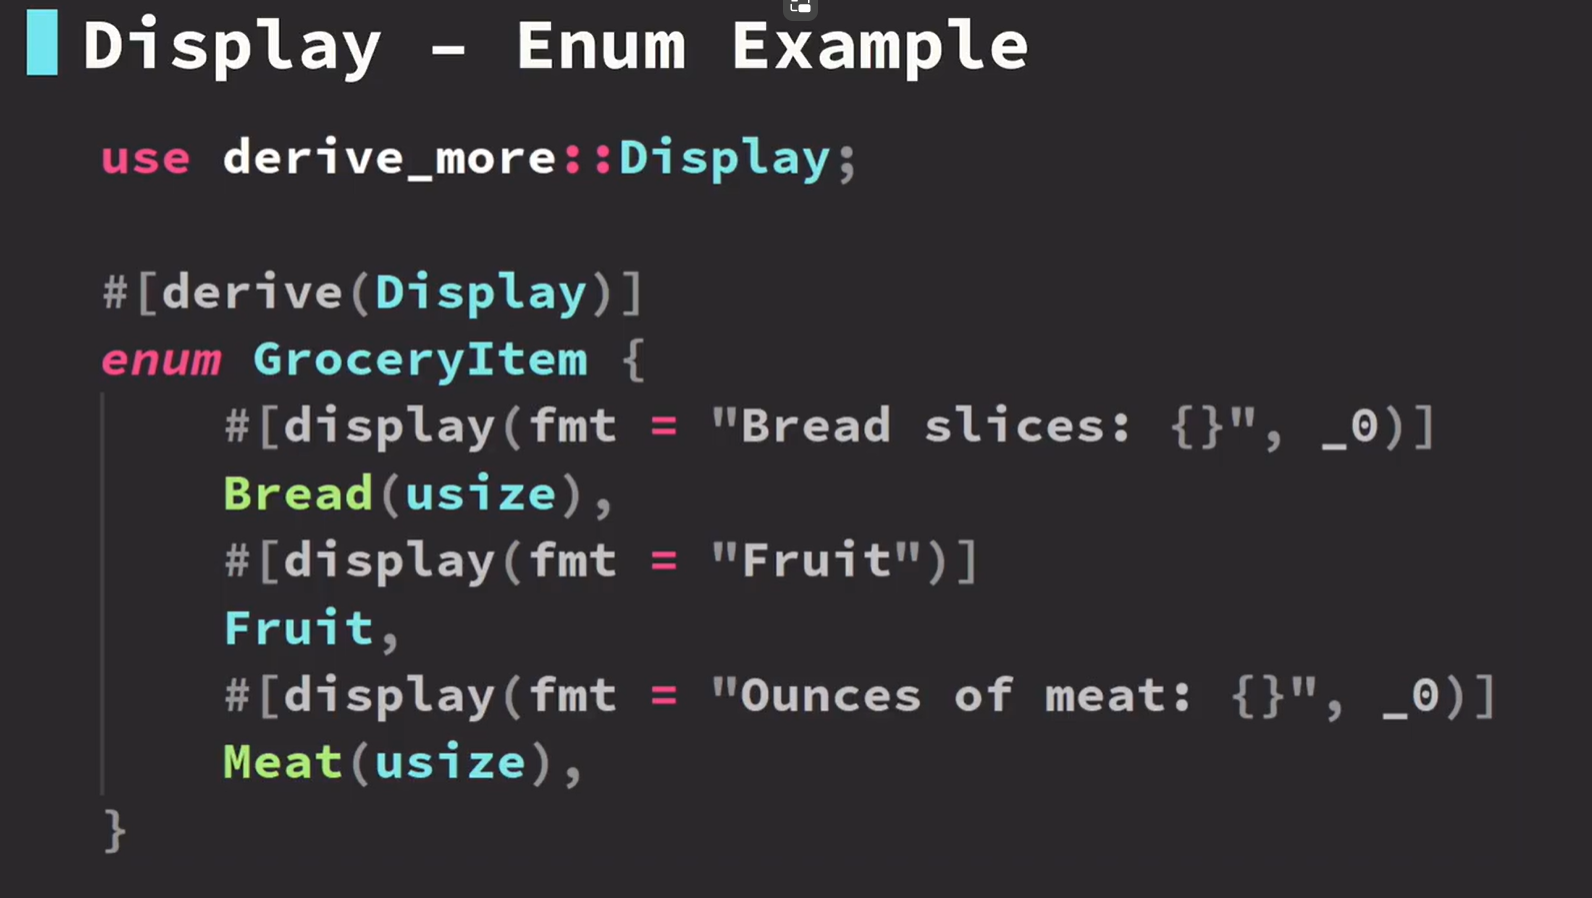 Display – Enum Example
use derive_more::Display;
#[derive(Display)]
enum GroceryItem {
    #[display(fmt = "Bread slices: {}", _0)]
    Bread(usize),
    #[display(fmt = "Fruit")]
    Fruit,
    #[display(fmt = "Ounces of meat: {}", _0)]
    Meat(usize),
}